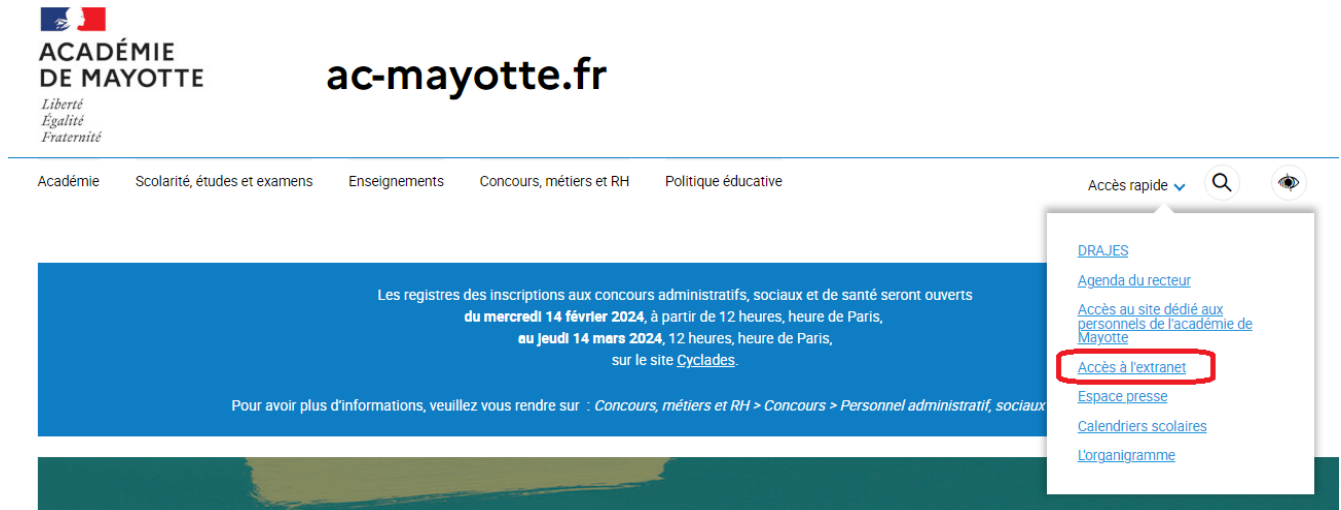 ACADÉMIE
DE MAYOTTE
Liberté
Égalité
Fraternité
ac-mayotte.fr
Académie Scolarité, études et examens Enseignements Concours, métiers et RH Politique éducative Accès rapide
Les registres des inscriptions aux concours administratifs, sociaux et de santé seront ouverts
du mercredi 14 février 2024, à partir de 12 heures, heure de Paris,
au jeudi 14 mars 2024, 12 heures, heure de Paris,
sur le site Cyclades.
Pour avoir plus d'informations, veuillez vous rendre sur : Concours, métiers et RH > Concours > Personnel administratif, sociaux
DRAJES
Agenda du recteur
Accès au site dédié aux
personnels de l'académie de
Mayotte
Accès à l'extranet
Espace presse
Calendriers scolaires
L'organigramme